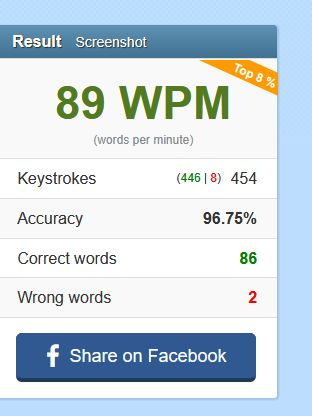 Result Screenshot
Top 8 %
89 WPM
(words per minute)
Keystrokes (446 | 8) 454
Accuracy 96.75%
Correct words 86
Wrong words 2
Share on Facebook